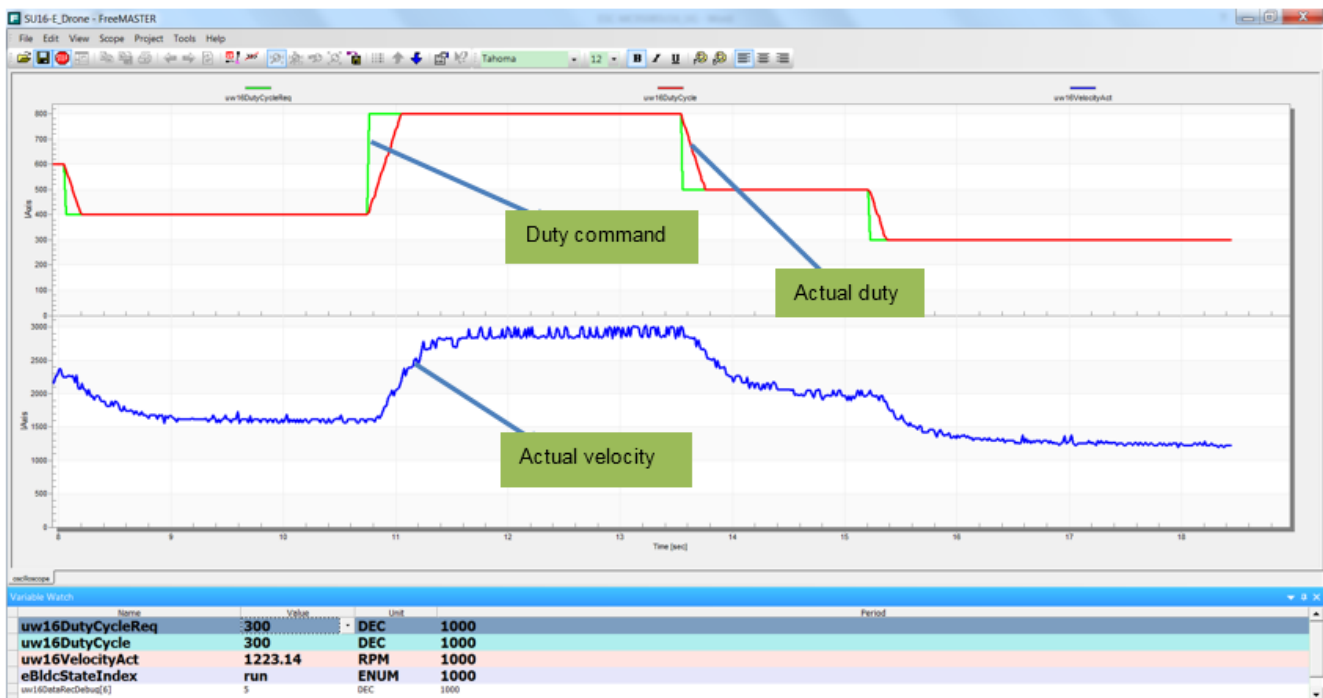 SU16-E_Drone - FreeMASTER
File Edit View Scope Project Tools Help
Tahoma 12 B I U
uw16DutyCycleReq uw16DutyCycle uw16VelocityAct
800
700
600
500
400
300
200
100
0
Duty command
Actual duty
3000
2500
2000
1500
1000
500
0
Actual velocity
8 9 10 11 12 13 14 15 16 17 18
Time [sec]
oscilloscope
Variable Watch
Name Value Unit Period
uw16DutyCycleReq 300 DEC 1000
uw16DutyCycle 300 DEC 1000
uw16VelocityAct 1223.14 RPM 1000
eBldcStateIndex run ENUM 1000
uw16DataRecDebug[6] 5 DEC 1000